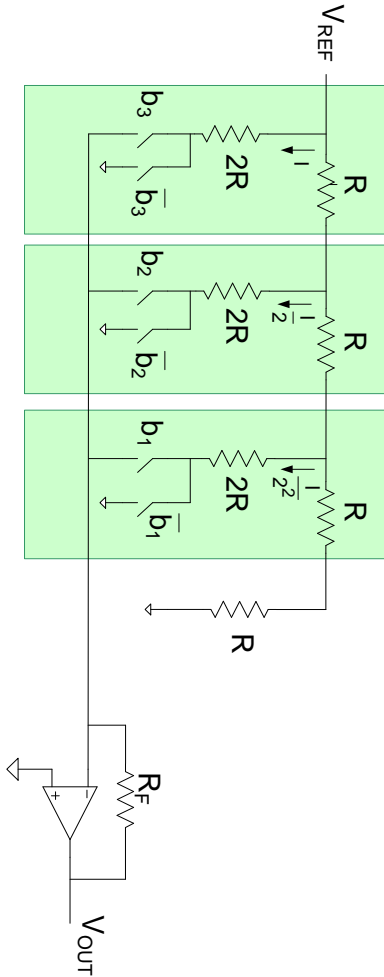 V_REF
R
I
2R
b₃
b̅₃
R
I/2
2R
b₂
b̅₂
R
I/2²
2R
b₁
b̅₁
R
R_F
−
+
V_OUT